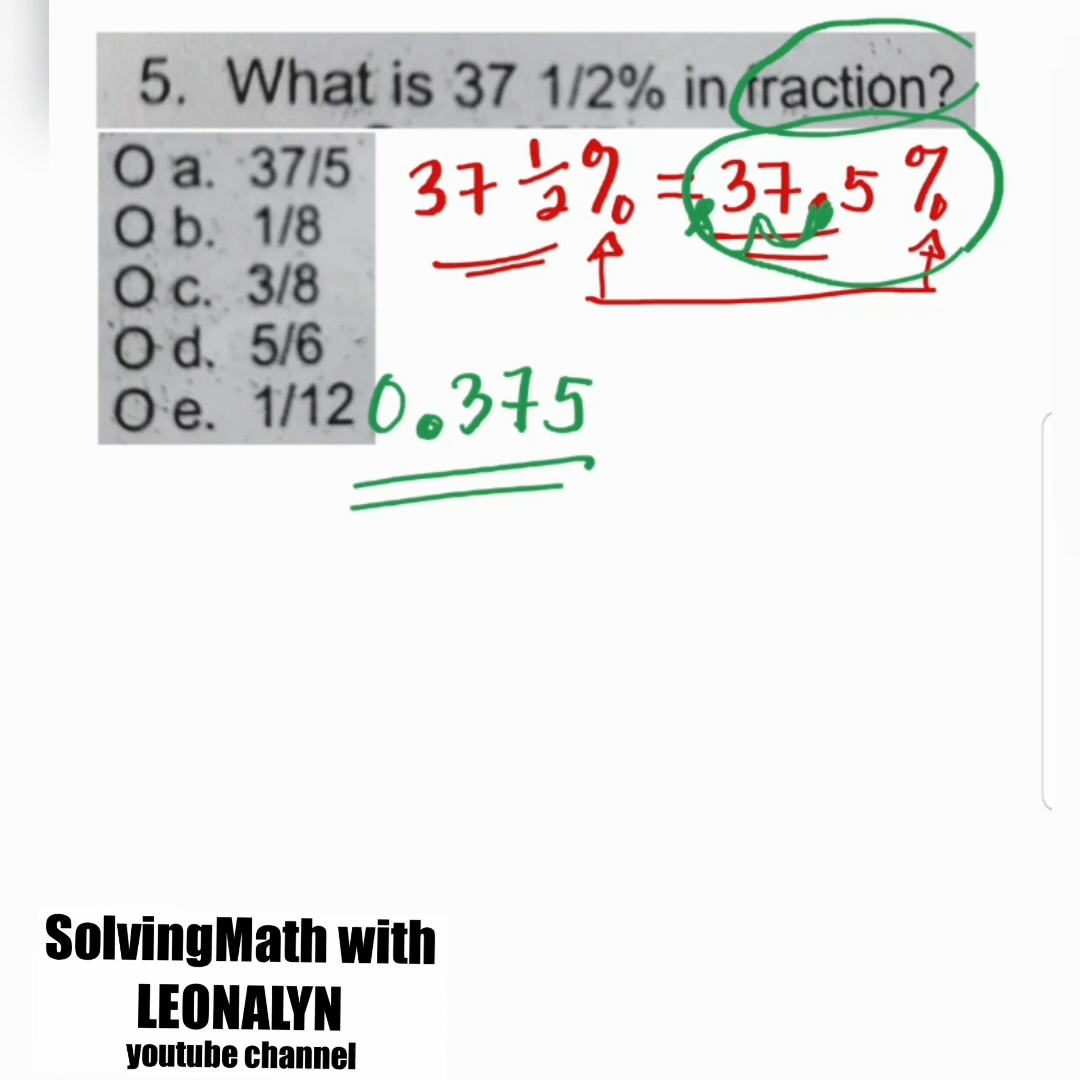 5. What is 37 1/2% in fraction?
O a. 37/5
O b. 1/8
O c. 3/8
O d. 5/6
O e. 1/12
37 1/2 % = 37.5 %
0.375
SolvingMath with
LEONALYN
youtube channel